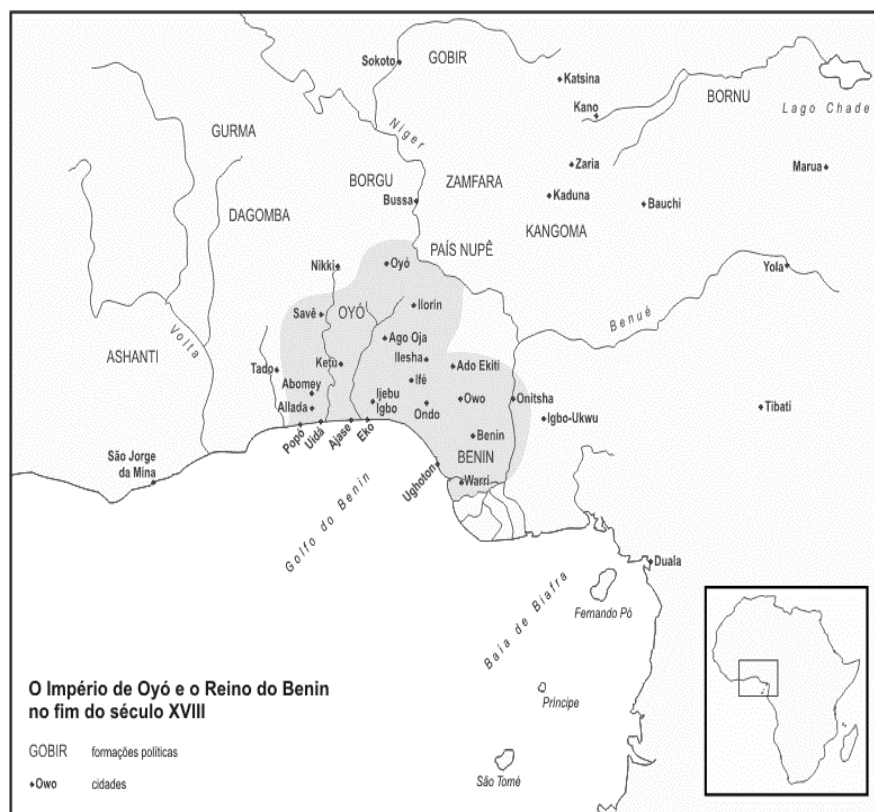 Sokoto
GOBIR
Katsina
Kano
BORNU
Lago Chade
Niger
GURMA
BORGU
ZAMFARA
Zaria
Marua
Bussa
Kaduna
Bauchi
DAGOMBA
KANGOMA
PAÍS NUPÊ
Nikki
Oyó
Yola
Savê
OYÓ
Ilorin
Benué
Volta
ASHANTI
Ago Oja
Ilesha
Ado Ekiti
Tado
Ketu
Ifé
Abomey
Allada
Ijebu
Igbo
Ondo
Owo
Onitsha
Igbo-Ukwu
Tibati
Popó
Uidá
Ajase
Eko
Benin
BENIN
São Jorge
da Mina
Ughoton
Warri
Golfo do Benin
Duala
Baia de Biafra
Fernando Pó
Príncipe
São Tomé
O Império de Oyó e o Reino do Benin
no fim do século XVIII
GOBIR formações políticas
Owo cidades